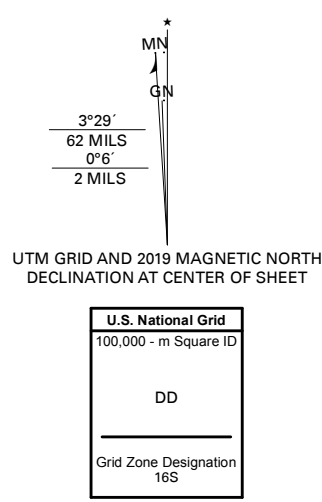 MN
GN
3°29´
62 MILS
0°6´
2 MILS
UTM GRID AND 2019 MAGNETIC NORTH
DECLINATION AT CENTER OF SHEET
U.S. National Grid
100,000 - m Square ID
DD
Grid Zone Designation
16S